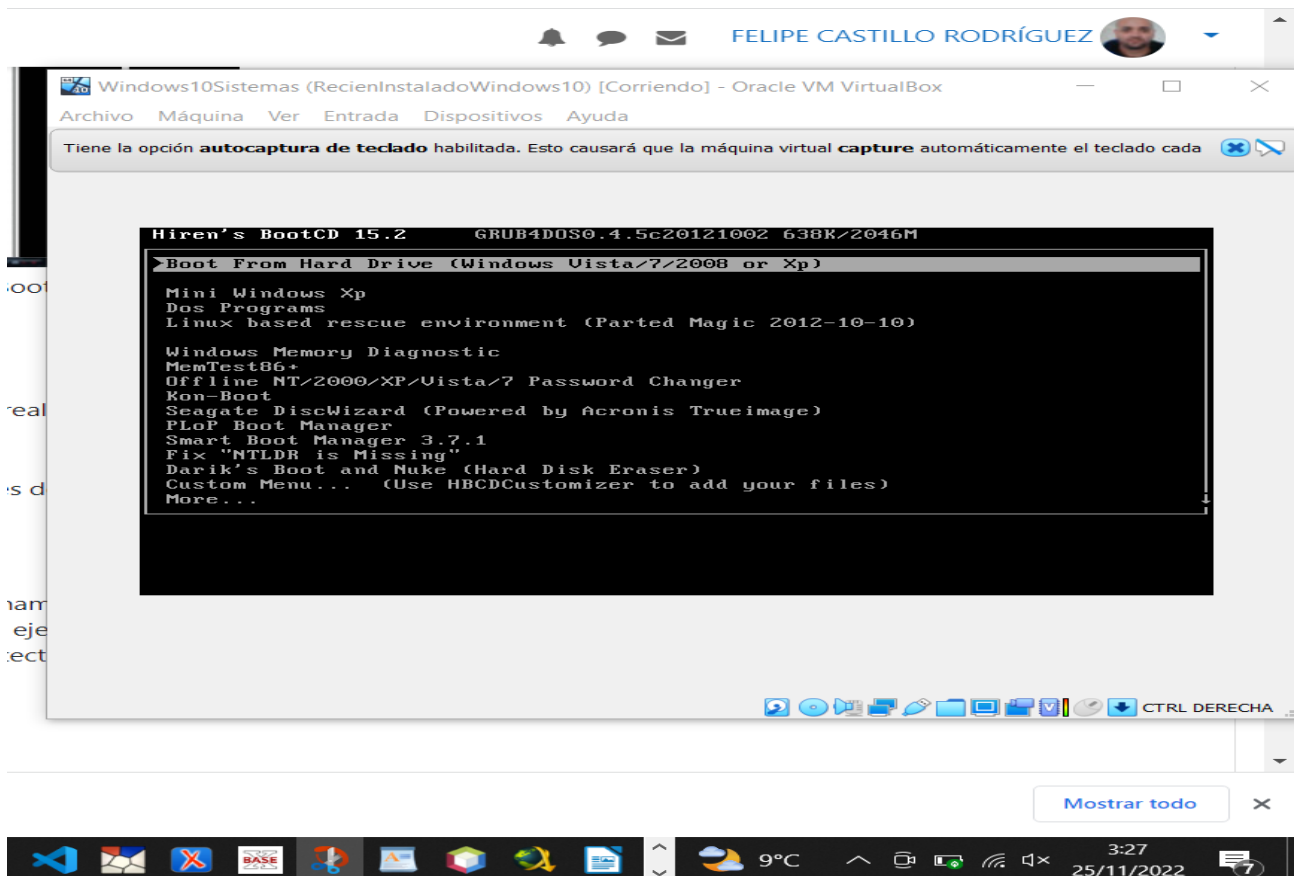 FELIPE CASTILLO RODRÍGUEZ
Windows10Sistemas (RecienInstaladoWindows10) [Corriendo] - Oracle VM VirtualBox
Archivo Máquina Ver Entrada Dispositivos Ayuda
Tiene la opción autocaptura de teclado habilitada. Esto causará que la máquina virtual capture automáticamente el teclado cada
Hiren's BootCD 15.2 GRUB4DOS0.4.5c20121002 638K/2046M
Boot From Hard Drive (Windows Vista/7/2008 or Xp)
Mini Windows Xp
Dos Programs
Linux based rescue environment (Parted Magic 2012-10-10)
Windows Memory Diagnostic
MemTest86+
Offline NT/2000/XP/Vista/7 Password Changer
Kon-Boot
Seagate DiscWizard (Powered by Acronis Trueimage)
PLoP Boot Manager
Smart Boot Manager 3.7.1
Fix "NTLDR is Missing"
Darik's Boot and Nuke (Hard Disk Eraser)
Custom Menu... (Use HBCDCustomizer to add your files)
More...
CTRL DERECHA
Mostrar todo
BASE
9°C
3:27
25/11/2022
7